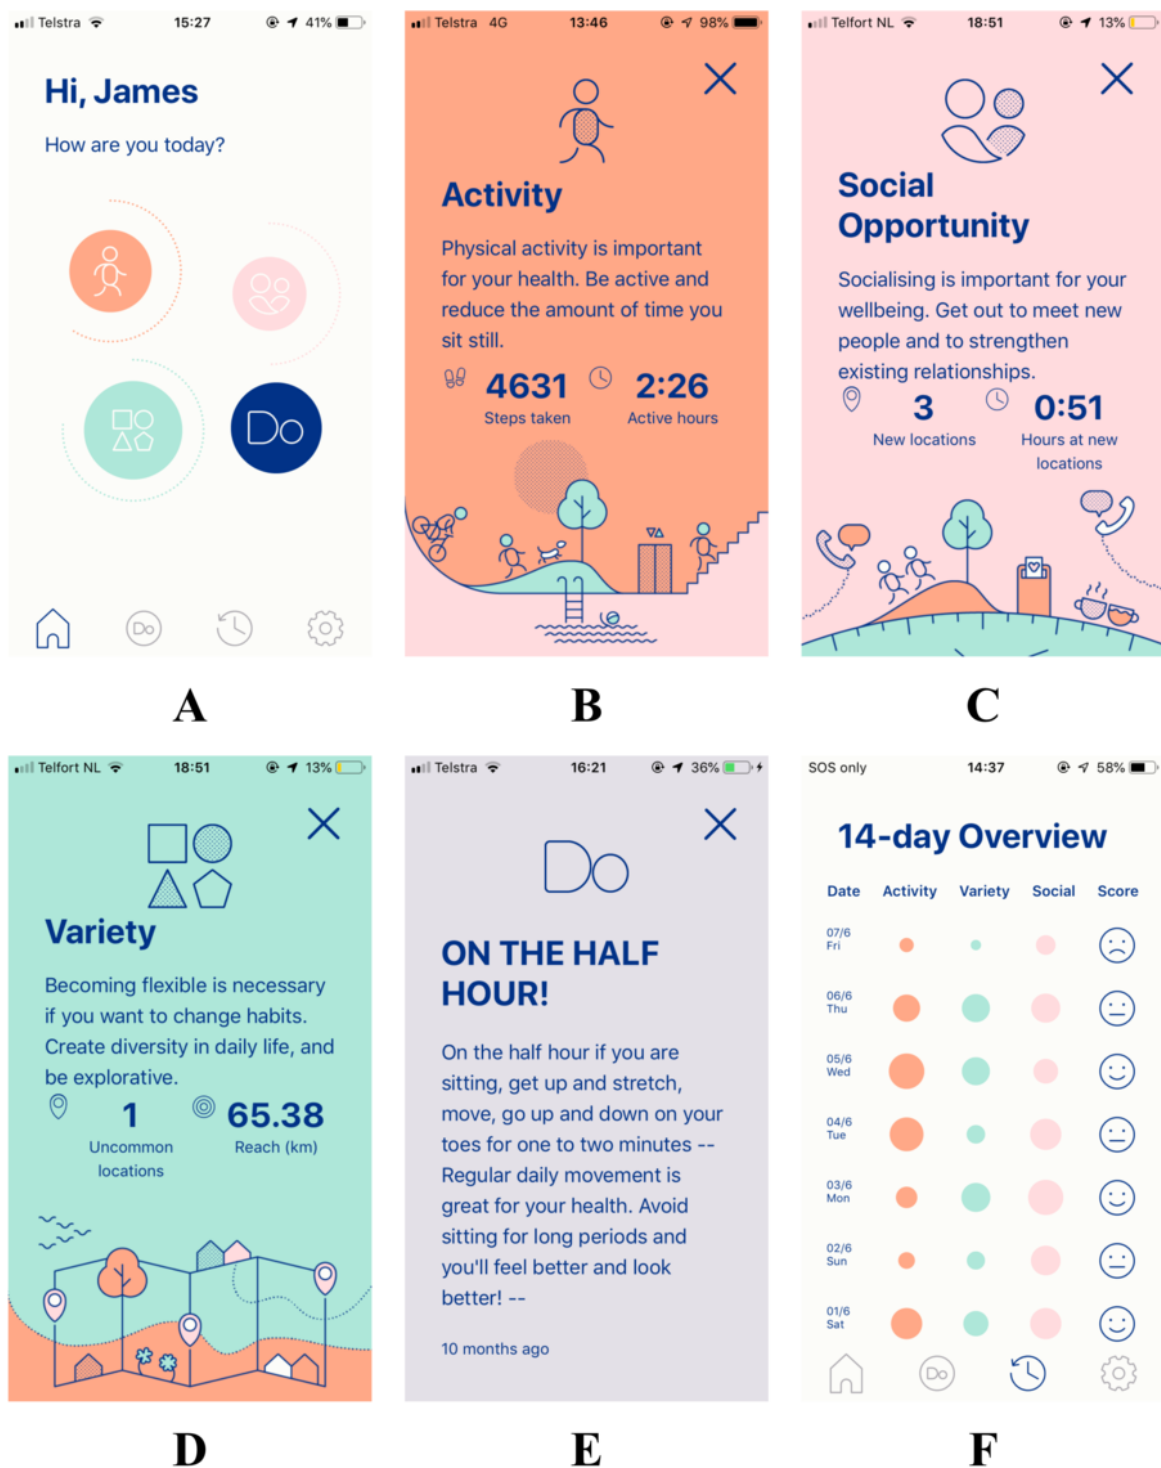 Telstra 15:27 41%
Hi, James
How are you today?
Do
Do
A
Telstra 4G 13:46 98%
Activity
Physical activity is important
for your health. Be active and
reduce the amount of time you
sit still.
4631 2:26
Steps taken Active hours
B
Telfort NL 18:51 13%
Social
Opportunity
Socialising is important for your
wellbeing. Get out to meet new
people and to strengthen
existing relationships.
3 0:51
New locations Hours at new
locations
C
Telfort NL 18:51 13%
Variety
Becoming flexible is necessary
if you want to change habits.
Create diversity in daily life, and
be explorative.
1 65.38
Uncommon Reach (km)
locations
D
Telstra 16:21 36%
Do
ON THE HALF
HOUR!
On the half hour if you are
sitting, get up and stretch,
move, go up and down on your
toes for one to two minutes --
Regular daily movement is
great for your health. Avoid
sitting for long periods and
you'll feel better and look
better! --
10 months ago
E
SOS only 14:37 58%
14-day Overview
Date Activity Variety Social Score
07/6
Fri
06/6
Thu
05/6
Wed
04/6
Tue
03/6
Mon
02/6
Sun
01/6
Sat
Do
F